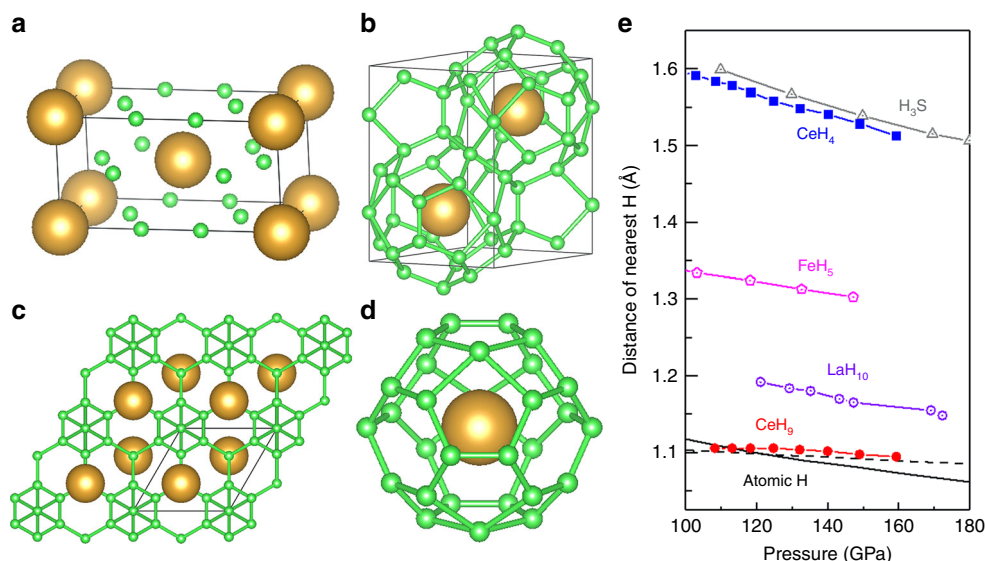 a
b
c
d
e
Distance of nearest H (Å)
1.6
1.5
1.4
1.3
1.2
1.1
H₃S
CeH₄
FeH₅
LaH₁₀
CeH₉
Atomic H
100 120 140 160 180
Pressure (GPa)